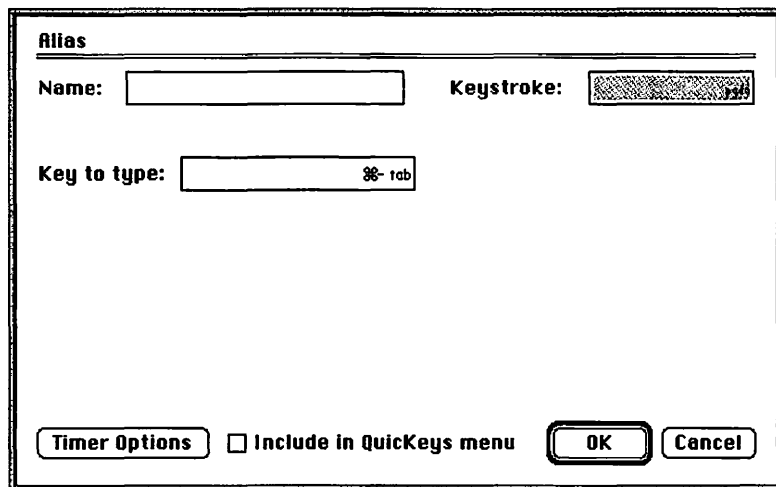 Alias
Name: Keystroke:
Key to type: ⌘- tab
Timer Options Include in QuicKeys menu OK Cancel